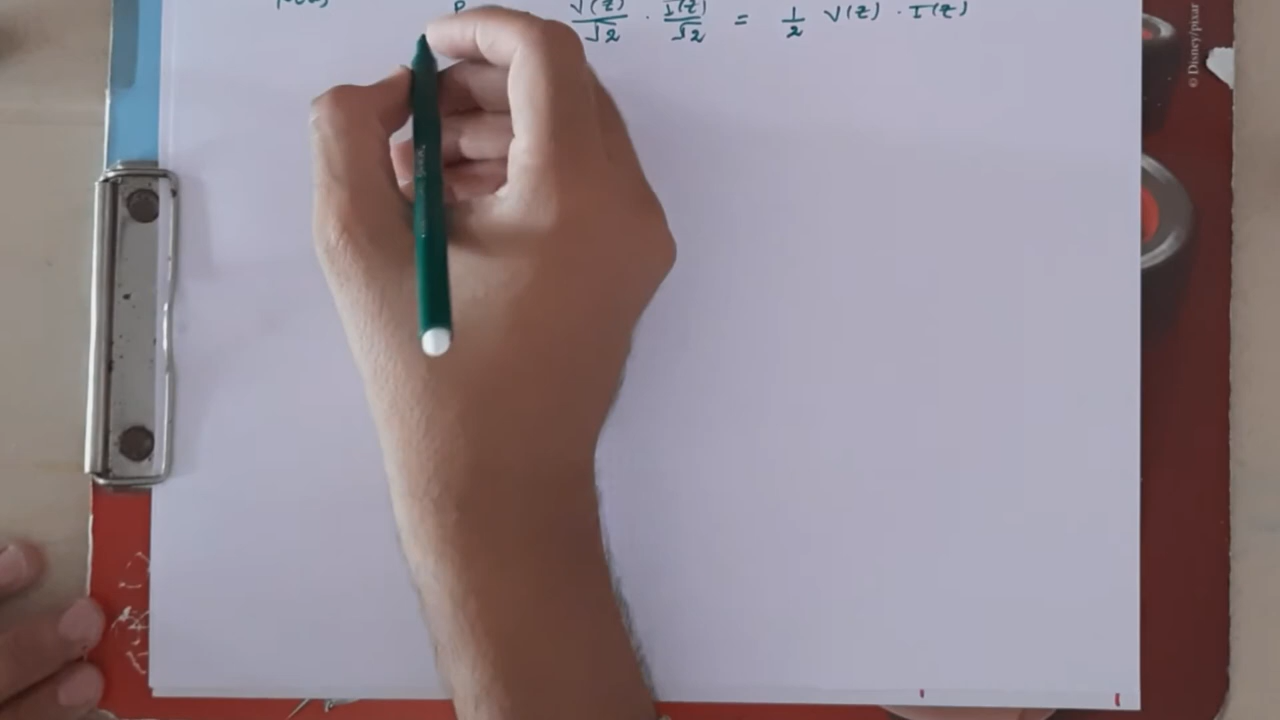 P = V(z)/√2 · I(z)/√2 = 1/2 V(z) · I(z)
© Disney/pixar